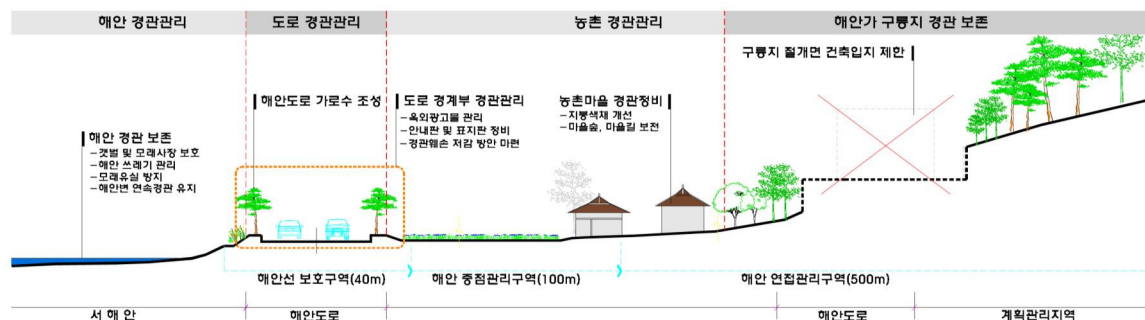 해안 경관관리
도로 경관관리
농촌 경관관리
해안가 구릉지 경관 보존
구릉지 절개면 건축입지 제한
해안도로 가로수 조성
도로 경계부 경관관리
-옥외광고물 관리
-안내판 및 표지판 정비
-경관훼손 저감 방안 마련
농촌마을 경관정비
-지붕색채 개선
-마을숲, 마을길 보전
해안 경관 보존
-갯벌 및 모래사장 보호
-해안 쓰레기 관리
-모래유실 방지
-해안변 연속경관 유지
해안선 보호구역(40m)
해안 중점관리구역(100m)
해안 연접관리구역(500m)
서 해 안
해안도로
해안도로
계획관리지역